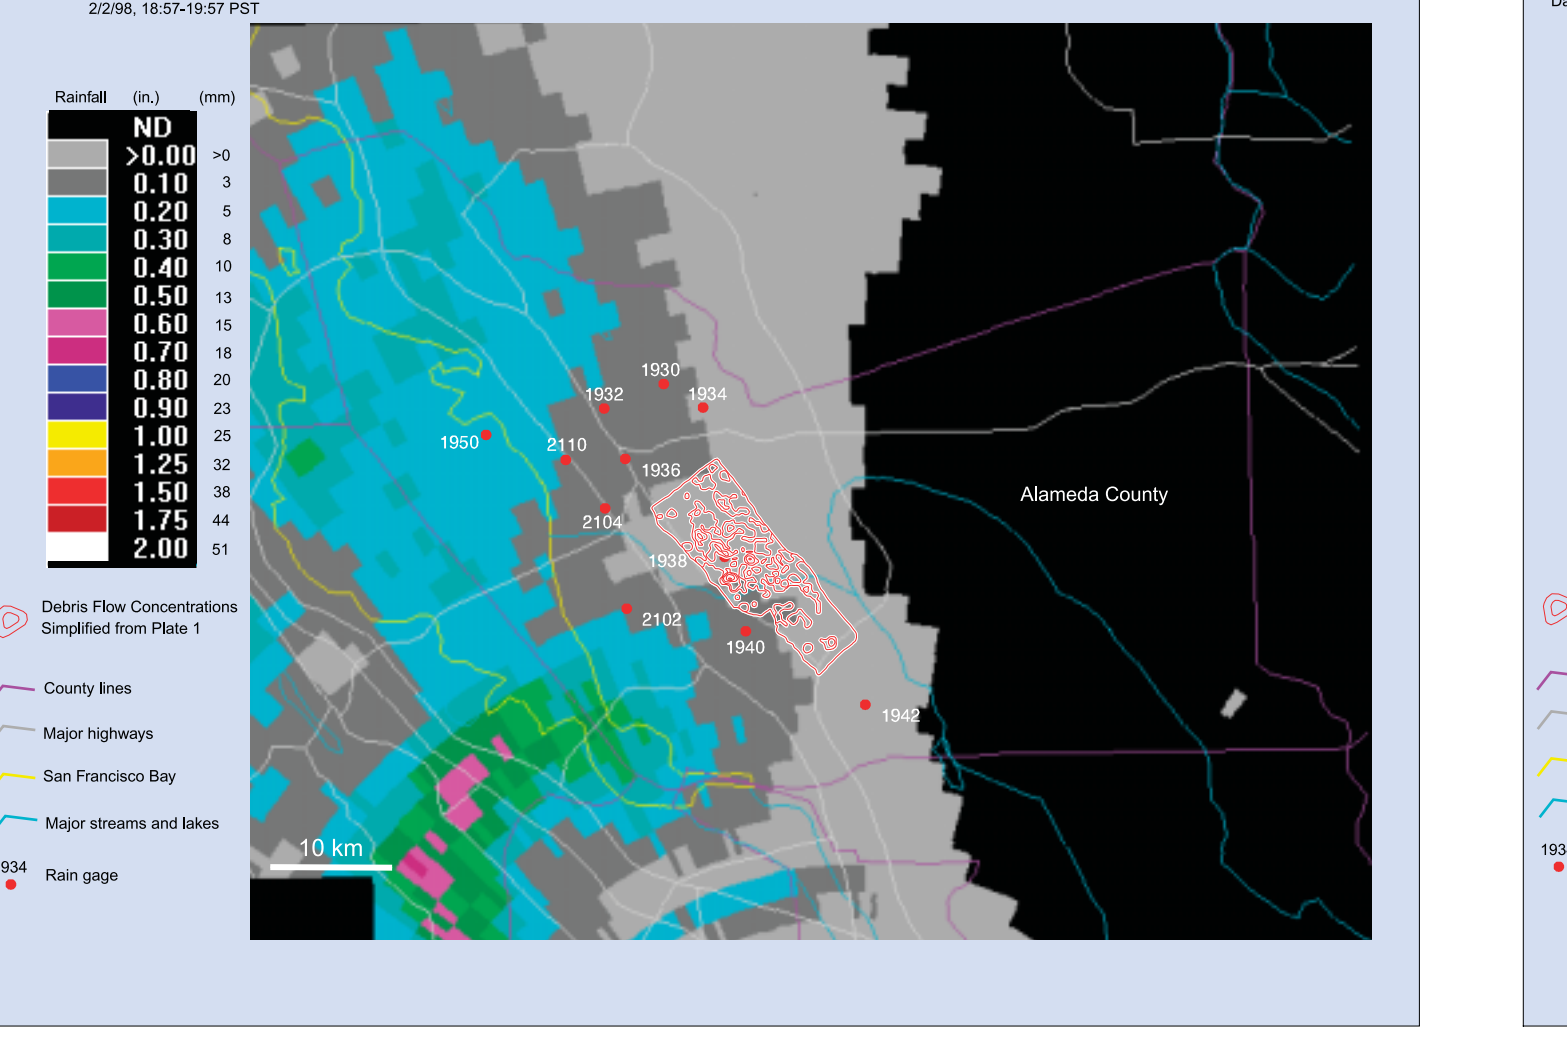 2/2/98, 18:57-19:57 PST
Rainfall (in.) (mm)
ND
>0.00 >0
0.10 3
0.20 5
0.30 8
0.40 10
0.50 13
0.60 15
0.70 18
0.80 20
0.90 23
1.00 25
1.25 32
1.50 38
1.75 44
2.00 51
Debris Flow Concentrations
Simplified from Plate 1
County lines
Major highways
San Francisco Bay
Major streams and lakes
934
Rain gage
1930
1932
1934
1950
2110
1936
2104
1938
2102
1940
1942
Alameda County
10 km
Da
193